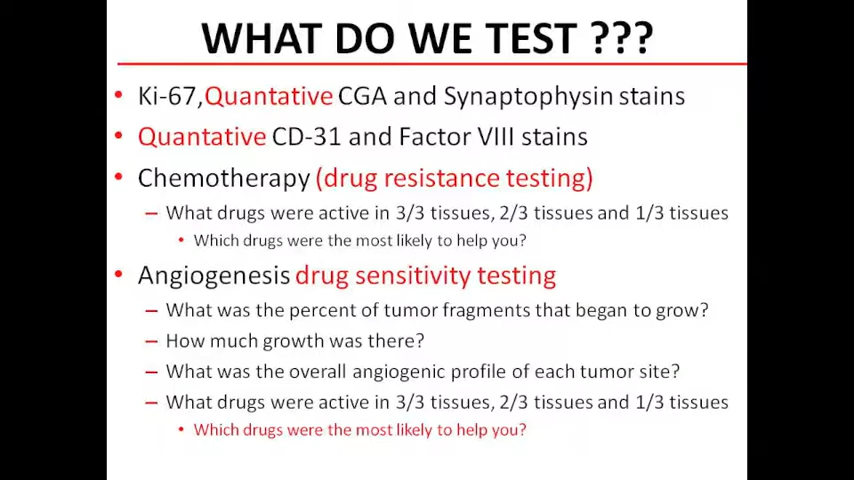 WHAT DO WE TEST ???
• Ki-67,Quantative CGA and Synaptophysin stains
• Quantative CD-31 and Factor VIII stains
• Chemotherapy (drug resistance testing)
– What drugs were active in 3/3 tissues, 2/3 tissues and 1/3 tissues
• Which drugs were the most likely to help you?
• Angiogenesis drug sensitivity testing
– What was the percent of tumor fragments that began to grow?
– How much growth was there?
– What was the overall angiogenic profile of each tumor site?
– What drugs were active in 3/3 tissues, 2/3 tissues and 1/3 tissues
• Which drugs were the most likely to help you?